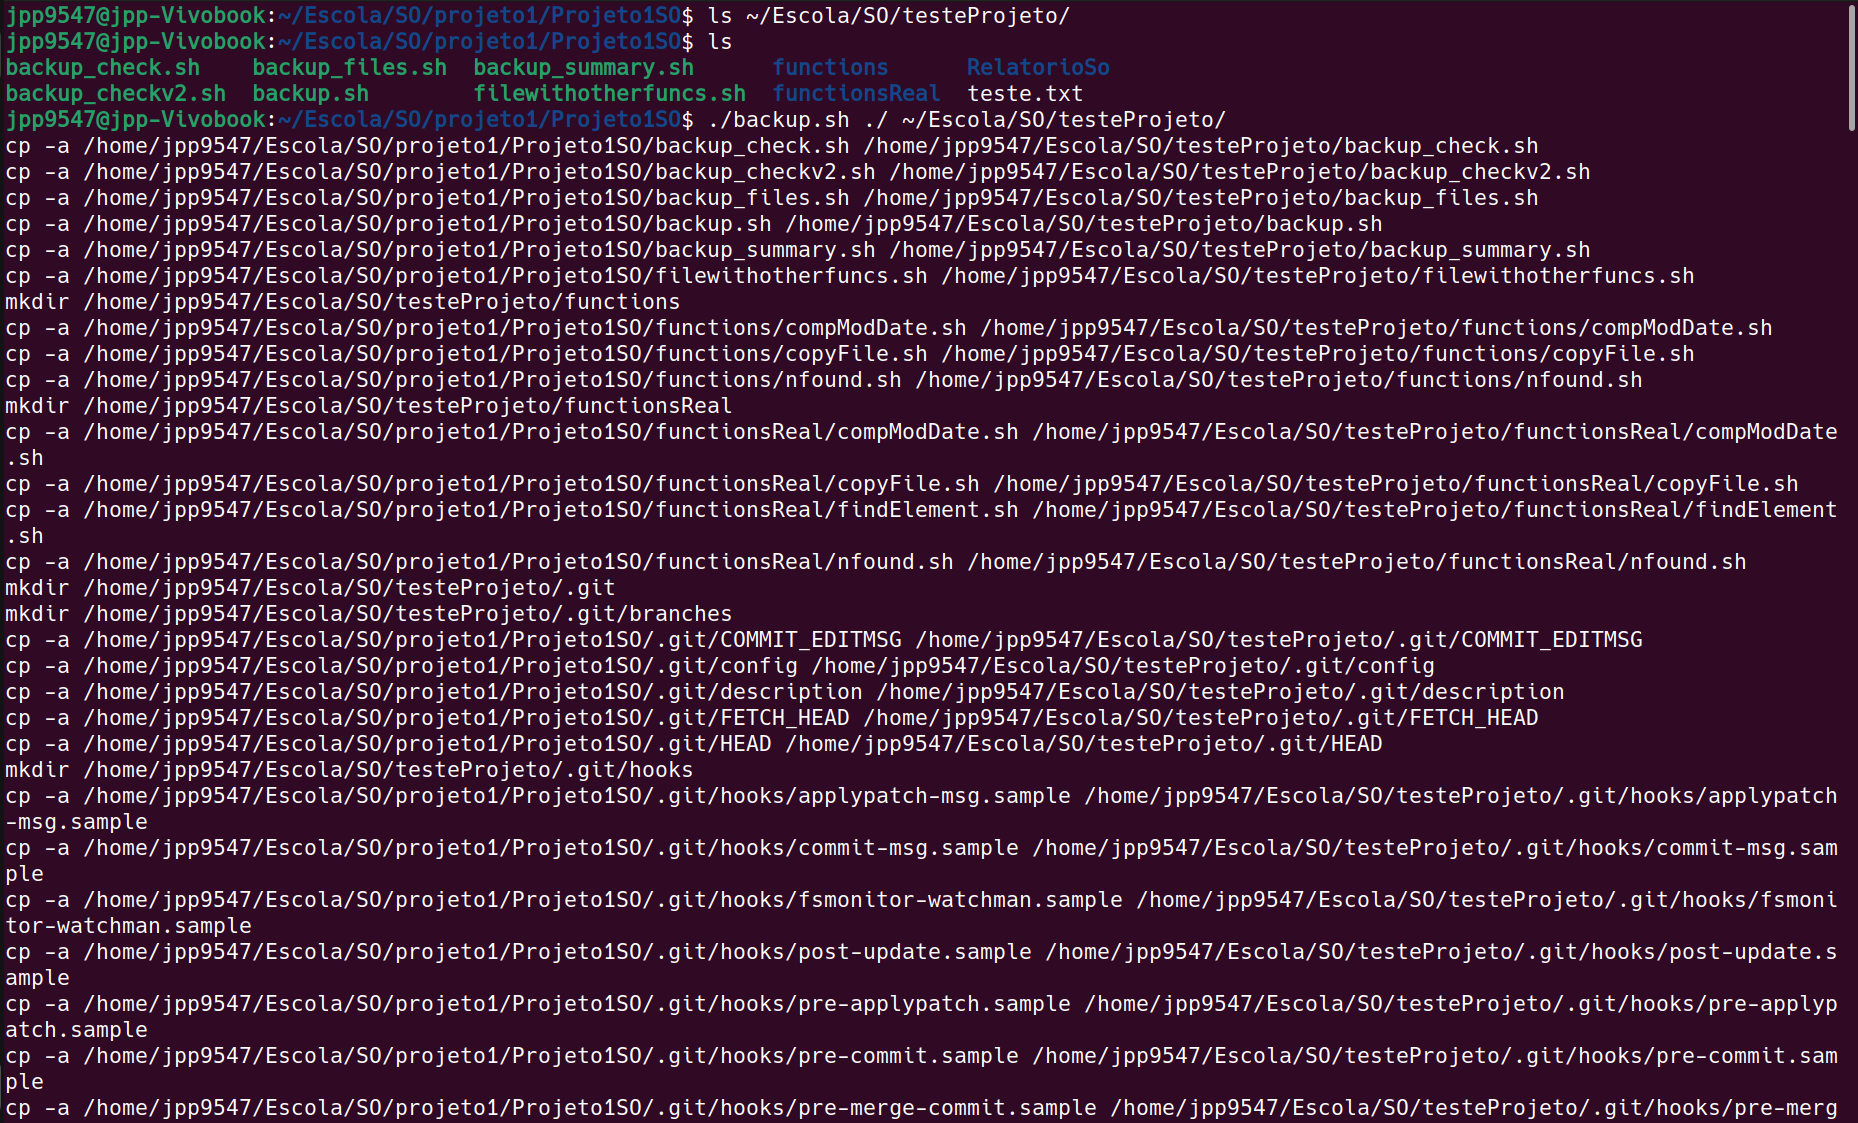 jpp9547@jpp-Vivobook:~/Escola/SO/projeto1/Projeto1SO$ ls ~/Escola/SO/testeProjeto/
jpp9547@jpp-Vivobook:~/Escola/SO/projeto1/Projeto1SO$ ls
backup_check.sh    backup_files.sh  backup_summary.sh      functions      RelatorioSo
backup_checkv2.sh  backup.sh        filewithotherfuncs.sh  functionsReal  teste.txt
jpp9547@jpp-Vivobook:~/Escola/SO/projeto1/Projeto1SO$ ./backup.sh ./ ~/Escola/SO/testeProjeto/
cp -a /home/jpp9547/Escola/SO/projeto1/Projeto1SO/backup_check.sh /home/jpp9547/Escola/SO/testeProjeto/backup_check.sh
cp -a /home/jpp9547/Escola/SO/projeto1/Projeto1SO/backup_checkv2.sh /home/jpp9547/Escola/SO/testeProjeto/backup_checkv2.sh
cp -a /home/jpp9547/Escola/SO/projeto1/Projeto1SO/backup_files.sh /home/jpp9547/Escola/SO/testeProjeto/backup_files.sh
cp -a /home/jpp9547/Escola/SO/projeto1/Projeto1SO/backup.sh /home/jpp9547/Escola/SO/testeProjeto/backup.sh
cp -a /home/jpp9547/Escola/SO/projeto1/Projeto1SO/backup_summary.sh /home/jpp9547/Escola/SO/testeProjeto/backup_summary.sh
cp -a /home/jpp9547/Escola/SO/projeto1/Projeto1SO/filewithotherfuncs.sh /home/jpp9547/Escola/SO/testeProjeto/filewithotherfuncs.sh
mkdir /home/jpp9547/Escola/SO/testeProjeto/functions
cp -a /home/jpp9547/Escola/SO/projeto1/Projeto1SO/functions/compModDate.sh /home/jpp9547/Escola/SO/testeProjeto/functions/compModDate.sh
cp -a /home/jpp9547/Escola/SO/projeto1/Projeto1SO/functions/copyFile.sh /home/jpp9547/Escola/SO/testeProjeto/functions/copyFile.sh
cp -a /home/jpp9547/Escola/SO/projeto1/Projeto1SO/functions/nfound.sh /home/jpp9547/Escola/SO/testeProjeto/functions/nfound.sh
mkdir /home/jpp9547/Escola/SO/testeProjeto/functionsReal
cp -a /home/jpp9547/Escola/SO/projeto1/Projeto1SO/functionsReal/compModDate.sh /home/jpp9547/Escola/SO/testeProjeto/functionsReal/compModDate
.sh
cp -a /home/jpp9547/Escola/SO/projeto1/Projeto1SO/functionsReal/copyFile.sh /home/jpp9547/Escola/SO/testeProjeto/functionsReal/copyFile.sh
cp -a /home/jpp9547/Escola/SO/projeto1/Projeto1SO/functionsReal/findElement.sh /home/jpp9547/Escola/SO/testeProjeto/functionsReal/findElement
.sh
cp -a /home/jpp9547/Escola/SO/projeto1/Projeto1SO/functionsReal/nfound.sh /home/jpp9547/Escola/SO/testeProjeto/functionsReal/nfound.sh
mkdir /home/jpp9547/Escola/SO/testeProjeto/.git
mkdir /home/jpp9547/Escola/SO/testeProjeto/.git/branches
cp -a /home/jpp9547/Escola/SO/projeto1/Projeto1SO/.git/COMMIT_EDITMSG /home/jpp9547/Escola/SO/testeProjeto/.git/COMMIT_EDITMSG
cp -a /home/jpp9547/Escola/SO/projeto1/Projeto1SO/.git/config /home/jpp9547/Escola/SO/testeProjeto/.git/config
cp -a /home/jpp9547/Escola/SO/projeto1/Projeto1SO/.git/description /home/jpp9547/Escola/SO/testeProjeto/.git/description
cp -a /home/jpp9547/Escola/SO/projeto1/Projeto1SO/.git/FETCH_HEAD /home/jpp9547/Escola/SO/testeProjeto/.git/FETCH_HEAD
cp -a /home/jpp9547/Escola/SO/projeto1/Projeto1SO/.git/HEAD /home/jpp9547/Escola/SO/testeProjeto/.git/HEAD
mkdir /home/jpp9547/Escola/SO/testeProjeto/.git/hooks
cp -a /home/jpp9547/Escola/SO/projeto1/Projeto1SO/.git/hooks/applypatch-msg.sample /home/jpp9547/Escola/SO/testeProjeto/.git/hooks/applypatch
-msg.sample
cp -a /home/jpp9547/Escola/SO/projeto1/Projeto1SO/.git/hooks/commit-msg.sample /home/jpp9547/Escola/SO/testeProjeto/.git/hooks/commit-msg.sam
ple
cp -a /home/jpp9547/Escola/SO/projeto1/Projeto1SO/.git/hooks/fsmonitor-watchman.sample /home/jpp9547/Escola/SO/testeProjeto/.git/hooks/fsmoni
tor-watchman.sample
cp -a /home/jpp9547/Escola/SO/projeto1/Projeto1SO/.git/hooks/post-update.sample /home/jpp9547/Escola/SO/testeProjeto/.git/hooks/post-update.s
ample
cp -a /home/jpp9547/Escola/SO/projeto1/Projeto1SO/.git/hooks/pre-applypatch.sample /home/jpp9547/Escola/SO/testeProjeto/.git/hooks/pre-applyp
atch.sample
cp -a /home/jpp9547/Escola/SO/projeto1/Projeto1SO/.git/hooks/pre-commit.sample /home/jpp9547/Escola/SO/testeProjeto/.git/hooks/pre-commit.sam
ple
cp -a /home/jpp9547/Escola/SO/projeto1/Projeto1SO/.git/hooks/pre-merge-commit.sample /home/jpp9547/Escola/SO/testeProjeto/.git/hooks/pre-merg